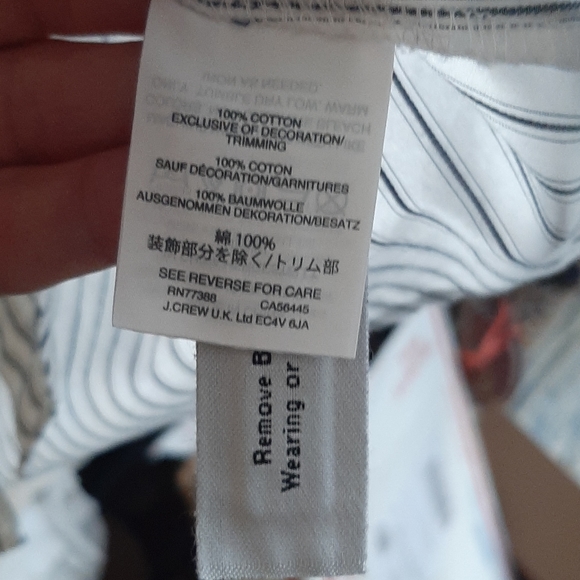 100% COTTON
EXCLUSIVE OF DECORATION/
TRIMMING
100% COTON
SAUF DÉCORATION/GARNITURES
100% BAUMWOLLE
AUSGENOMMEN DEKORATION/BESATZ
綿 100%
装飾部分を除く/トリム部
SEE REVERSE FOR CARE
RN77388 CA56445
J.CREW U.K. Ltd EC4V 6JA
Remove B
Wearing or